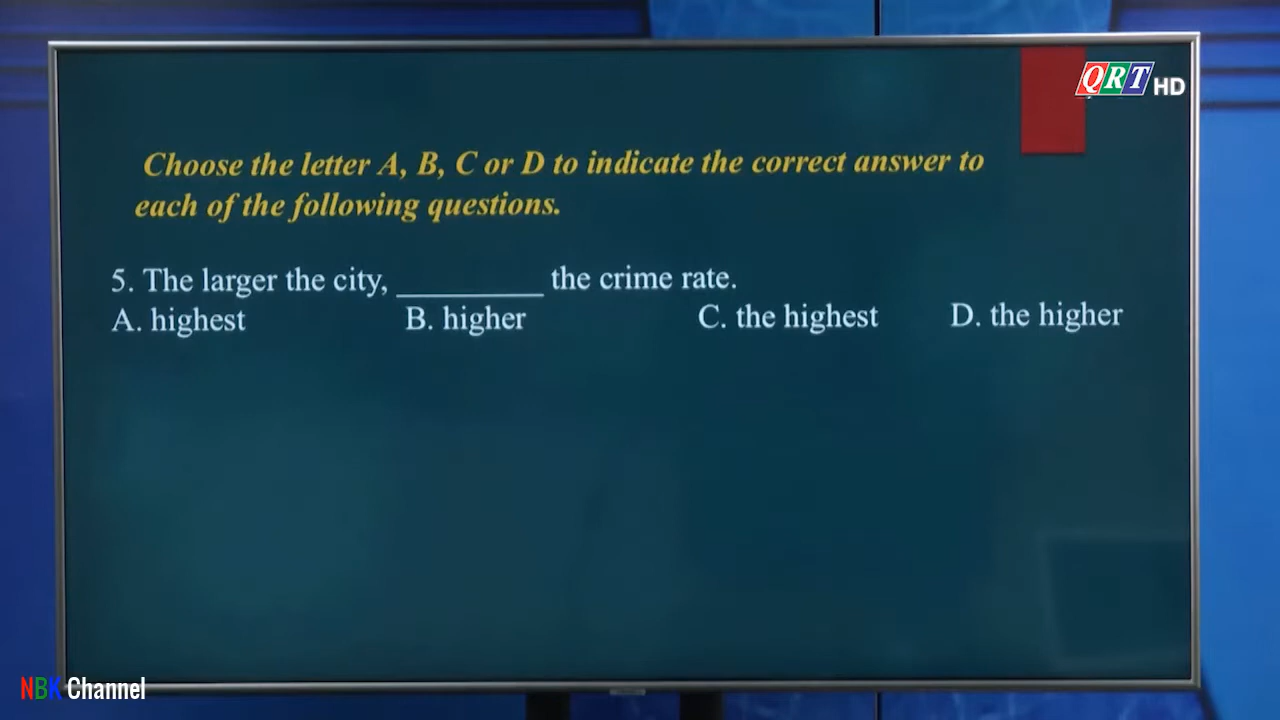 QRT HD
Choose the letter A, B, C or D to indicate the correct answer to
each of the following questions.
5. The larger the city, _________ the crime rate.
A. highest B. higher C. the highest D. the higher
NBK Channel